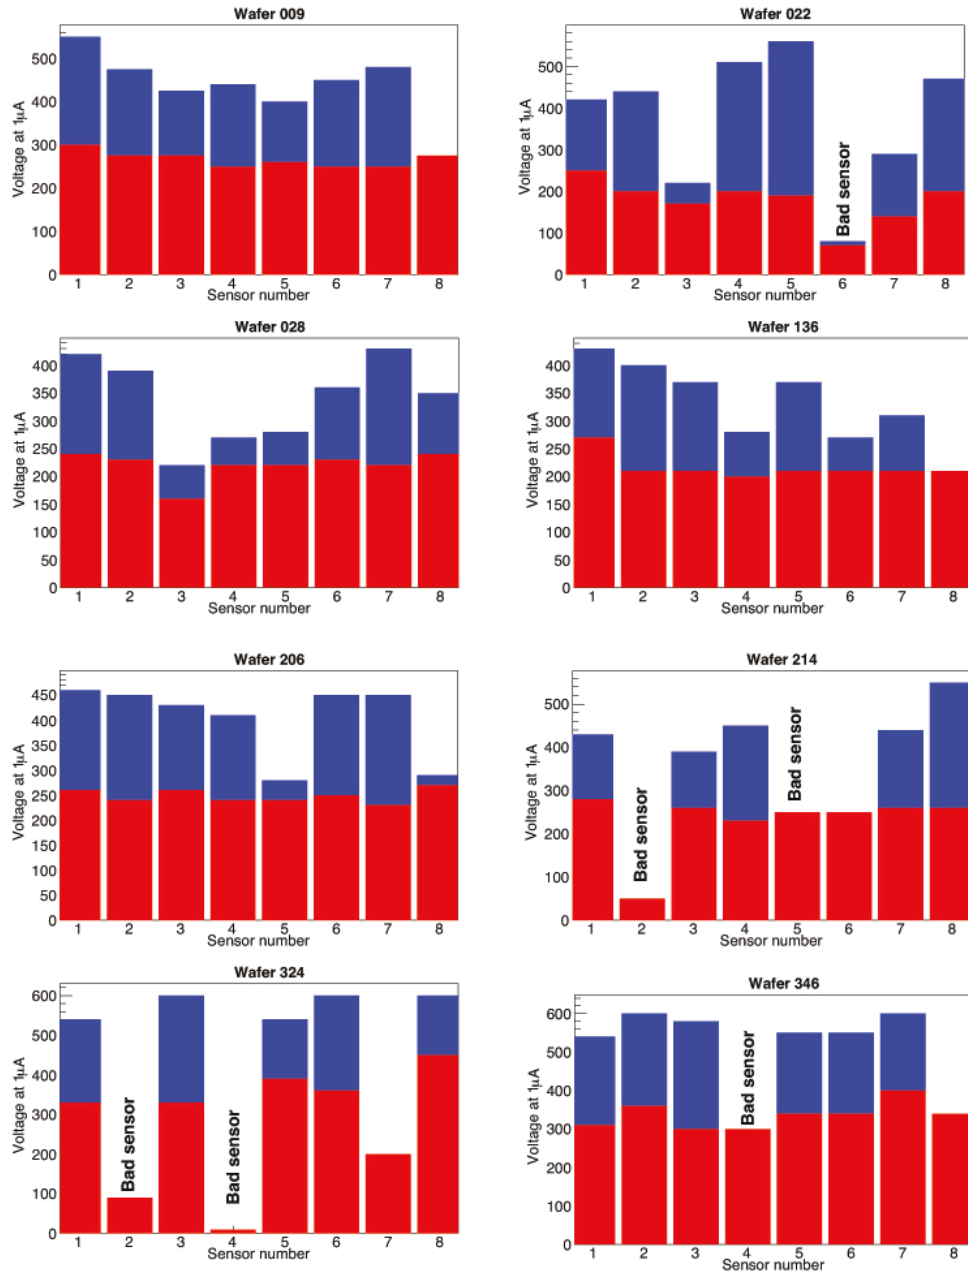 Wafer 009
Voltage at 1μA
500
400
300
200
100
0
1 2 3 4 5 6 7 8
Sensor number
Wafer 022
Voltage at 1μA
500
400
300
200
100
0
Bad sensor
1 2 3 4 5 6 7 8
Sensor number
Wafer 028
Voltage at 1μA
400
350
300
250
200
150
100
50
0
1 2 3 4 5 6 7 8
Sensor number
Wafer 136
Voltage at 1μA
400
350
300
250
200
150
100
50
0
1 2 3 4 5 6 7 8
Sensor number
Wafer 206
Voltage at 1μA
450
400
350
300
250
200
150
100
50
0
1 2 3 4 5 6 7 8
Sensor number
Wafer 214
Voltage at 1μA
500
400
300
200
100
0
Bad sensor
Bad sensor
1 2 3 4 5 6 7 8
Sensor number
Wafer 324
Voltage at 1μA
600
500
400
300
200
100
0
Bad sensor
Bad sensor
1 2 3 4 5 6 7 8
Sensor number
Wafer 346
Voltage at 1μA
600
500
400
300
200
100
0
Bad sensor
1 2 3 4 5 6 7 8
Sensor number